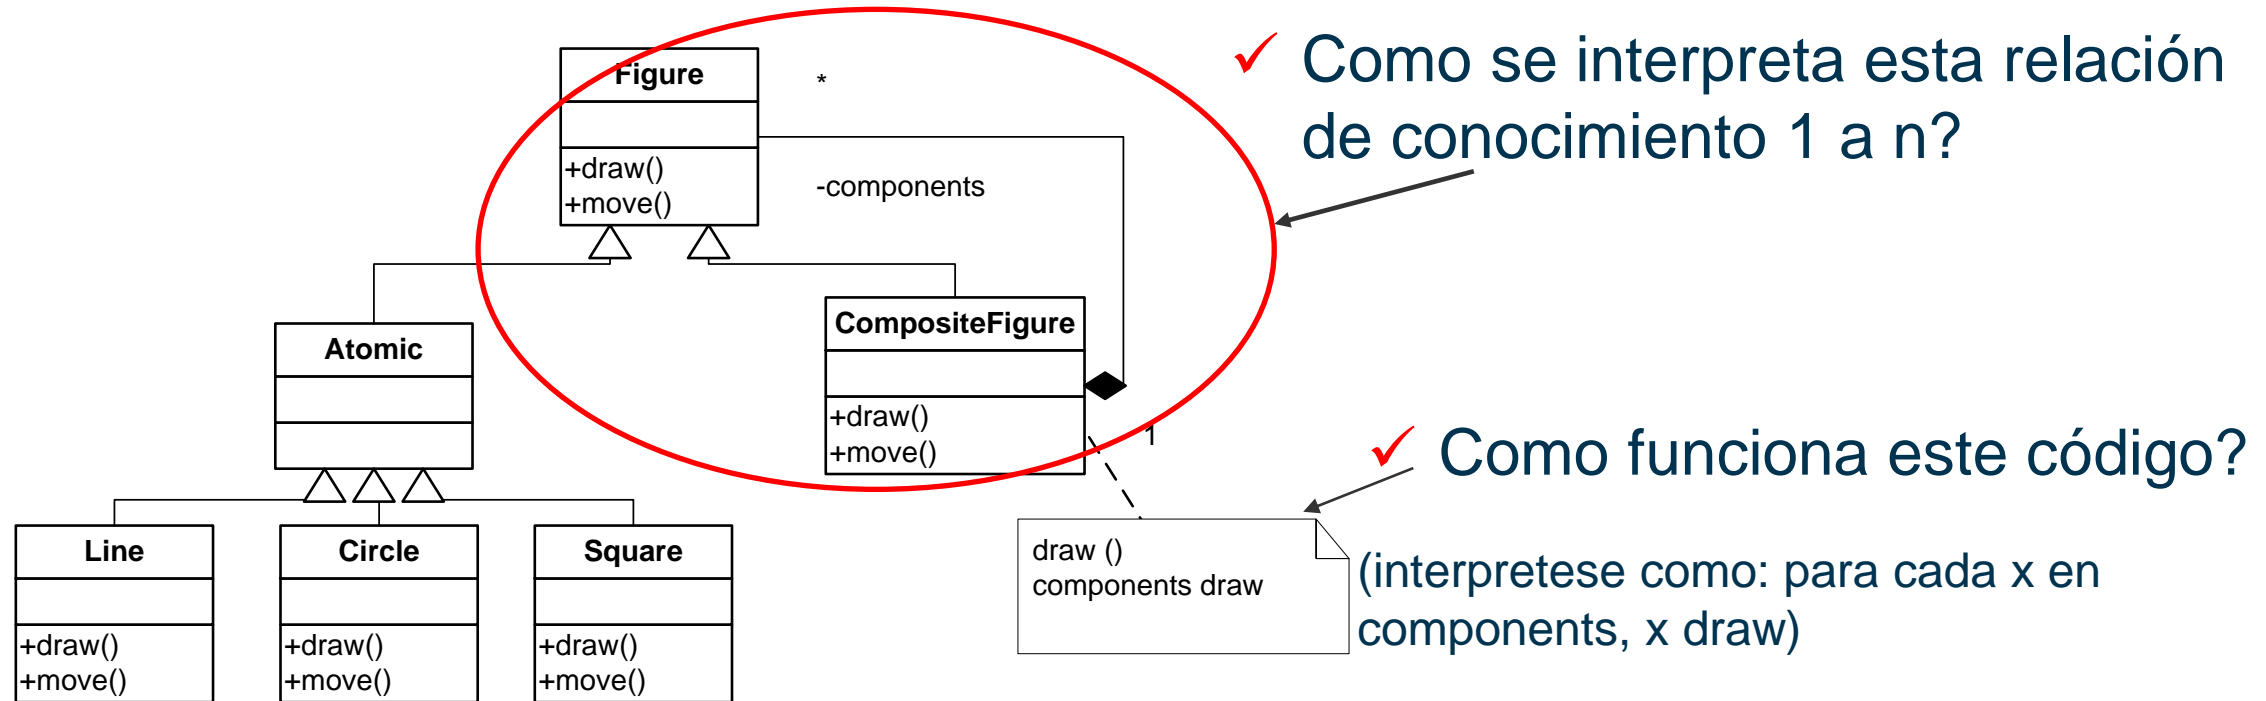 Figure
+draw()
+move()
*
-components
✓ Como se interpreta esta relación
de conocimiento 1 a n?
Atomic
CompositeFigure
+draw()
+move()
1
✓ Como funciona este código?
Line
+draw()
+move()
Circle
+draw()
+move()
Square
+draw()
+move()
draw ()
components draw
(interpretese como: para cada x en
components, x draw)